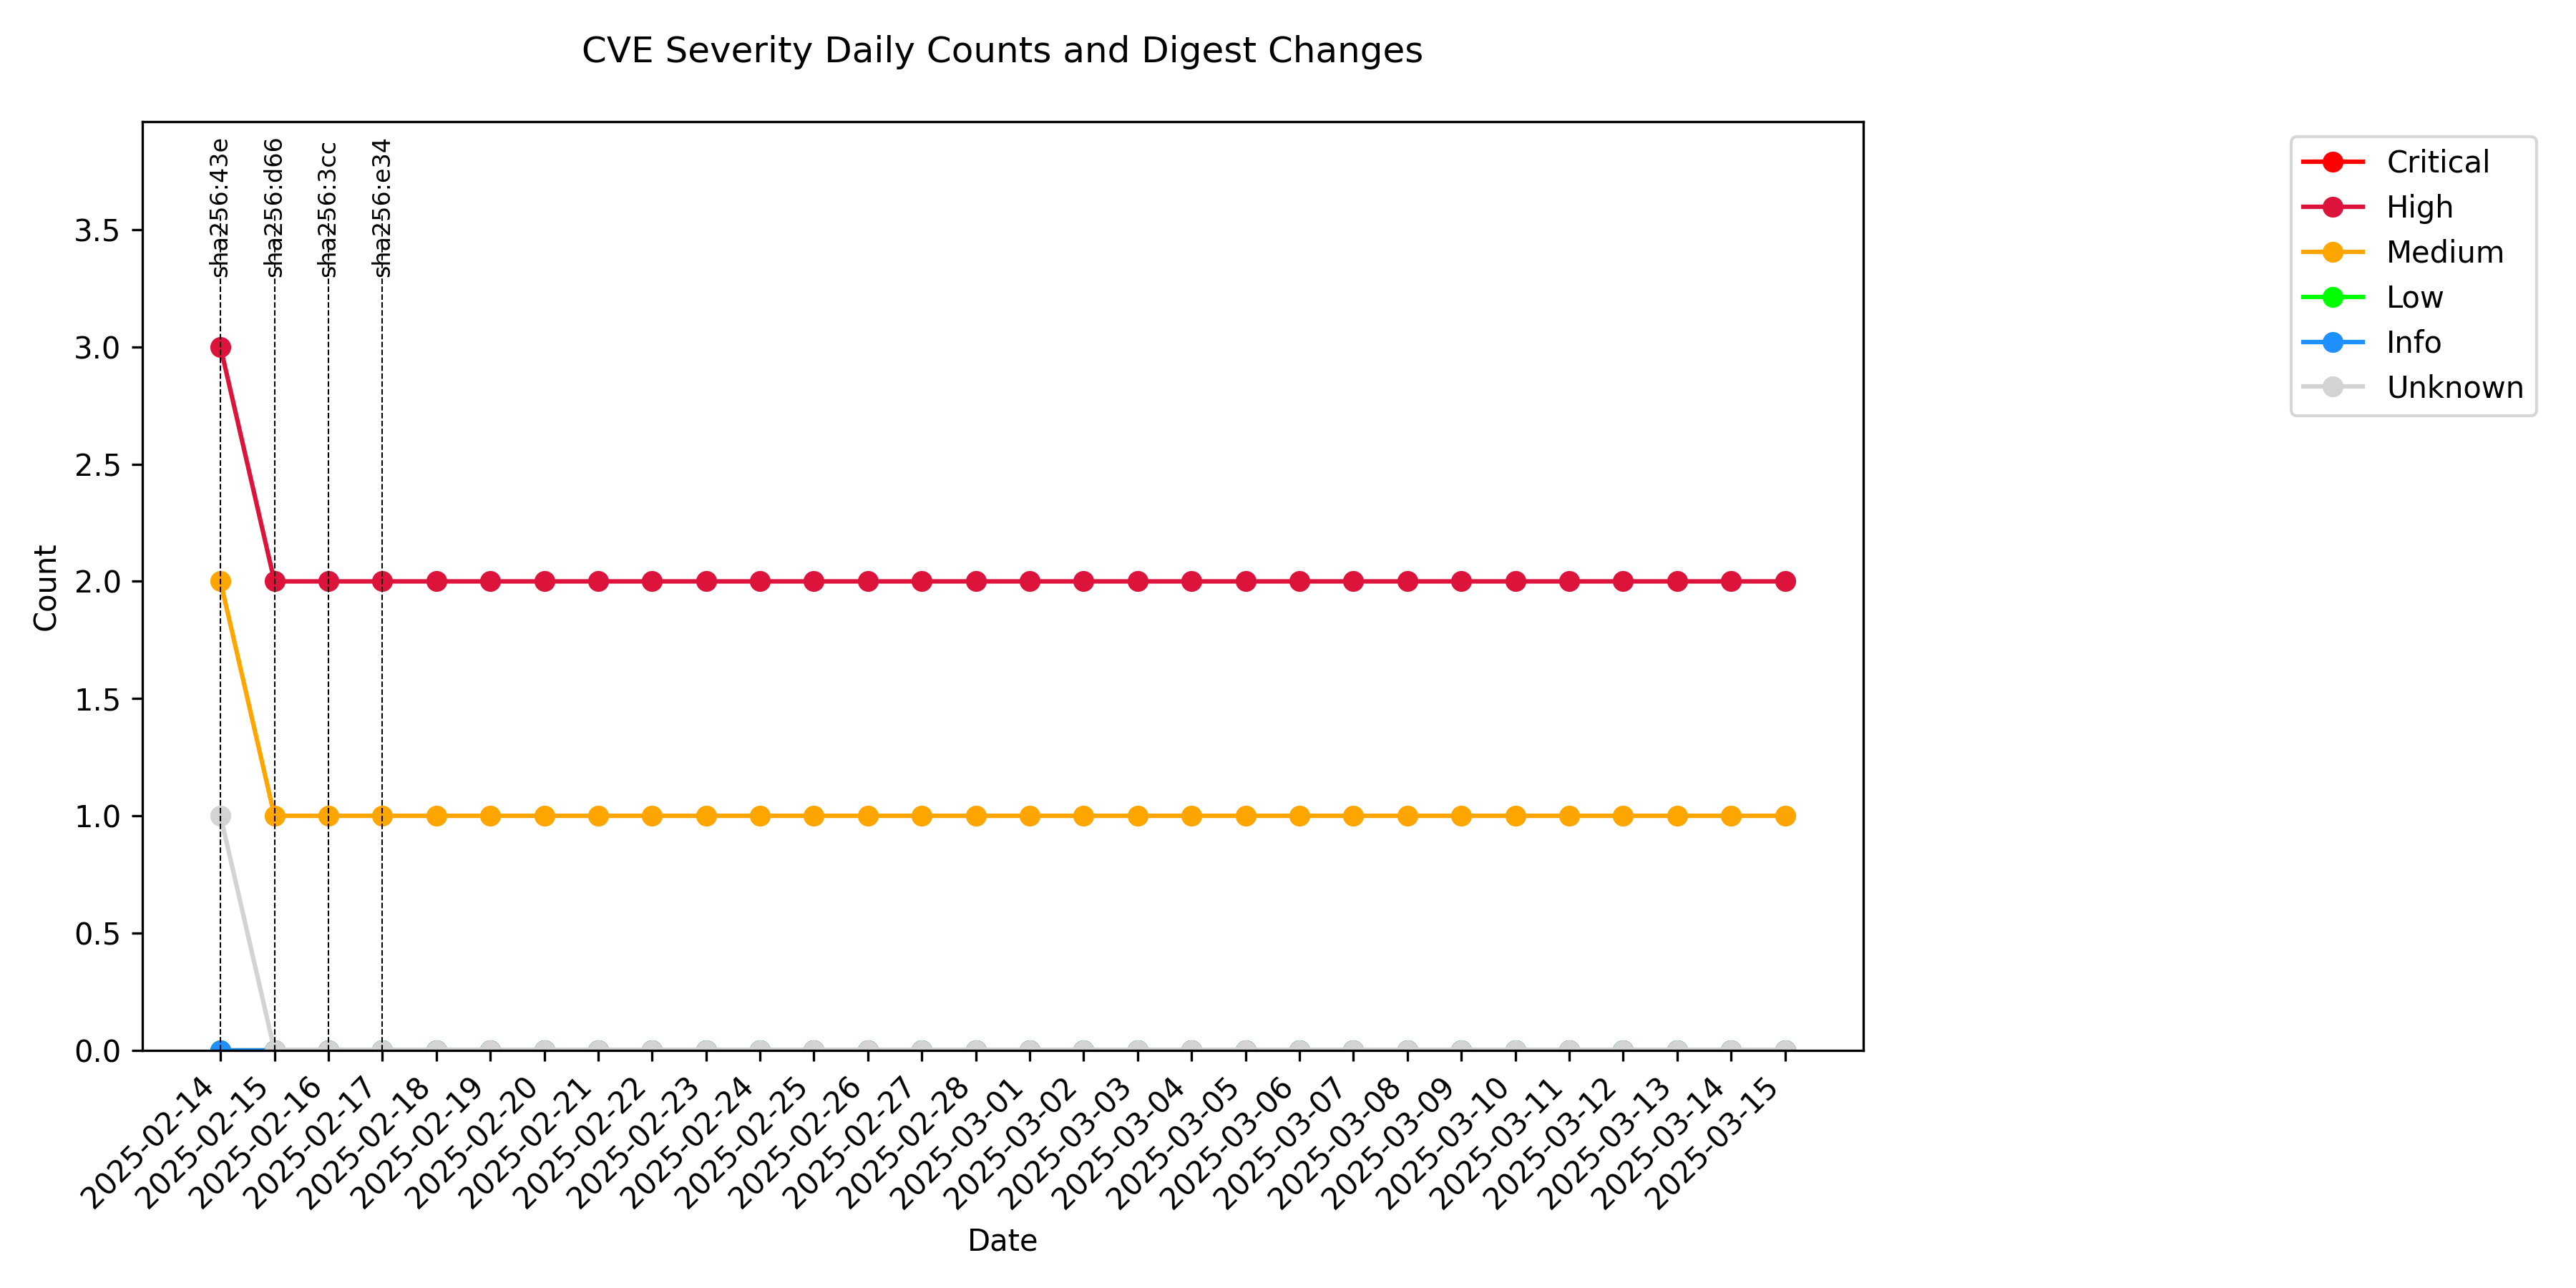 CVE Severity Daily Counts and Digest Changes
sha256:43e
sha256:d66
sha256:3cc
sha256:e34
Critical
High
Medium
Low
Info
Unknown
Count
3.5
3.0
2.5
2.0
1.5
1.0
0.5
0.0
2025-02-14
2025-02-15
2025-02-16
2025-02-17
2025-02-18
2025-02-19
2025-02-20
2025-02-21
2025-02-22
2025-02-23
2025-02-24
2025-02-25
2025-02-26
2025-02-27
2025-02-28
2025-03-01
2025-03-02
2025-03-03
2025-03-04
2025-03-05
2025-03-06
2025-03-07
2025-03-08
2025-03-09
2025-03-10
2025-03-11
2025-03-12
2025-03-13
2025-03-14
2025-03-15
Date